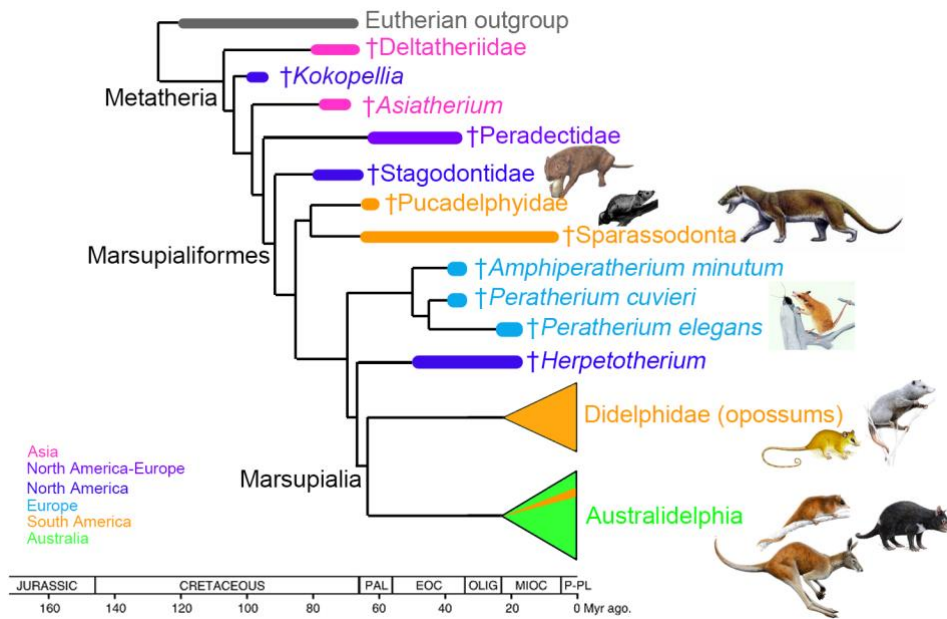 Eutherian outgroup
†Deltatheriidae
†Kokopellia
Metatheria
†Asiatherium
†Peradectidae
†Stagodontidae
†Pucadelphyidae
†Sparassodonta
Marsupialiformes
†Amphiperatherium minutum
†Peratherium cuvieri
†Peratherium elegans
†Herpetotherium
Didelphidae (opossums)
Marsupialia
Australidelphia
Asia
North America-Europe
North America
Europe
South America
Australia
JURASSIC CRETACEOUS PAL EOC OLIG MIOC P-PL
160 140 120 100 80 60 40 20 0 Myr ago.